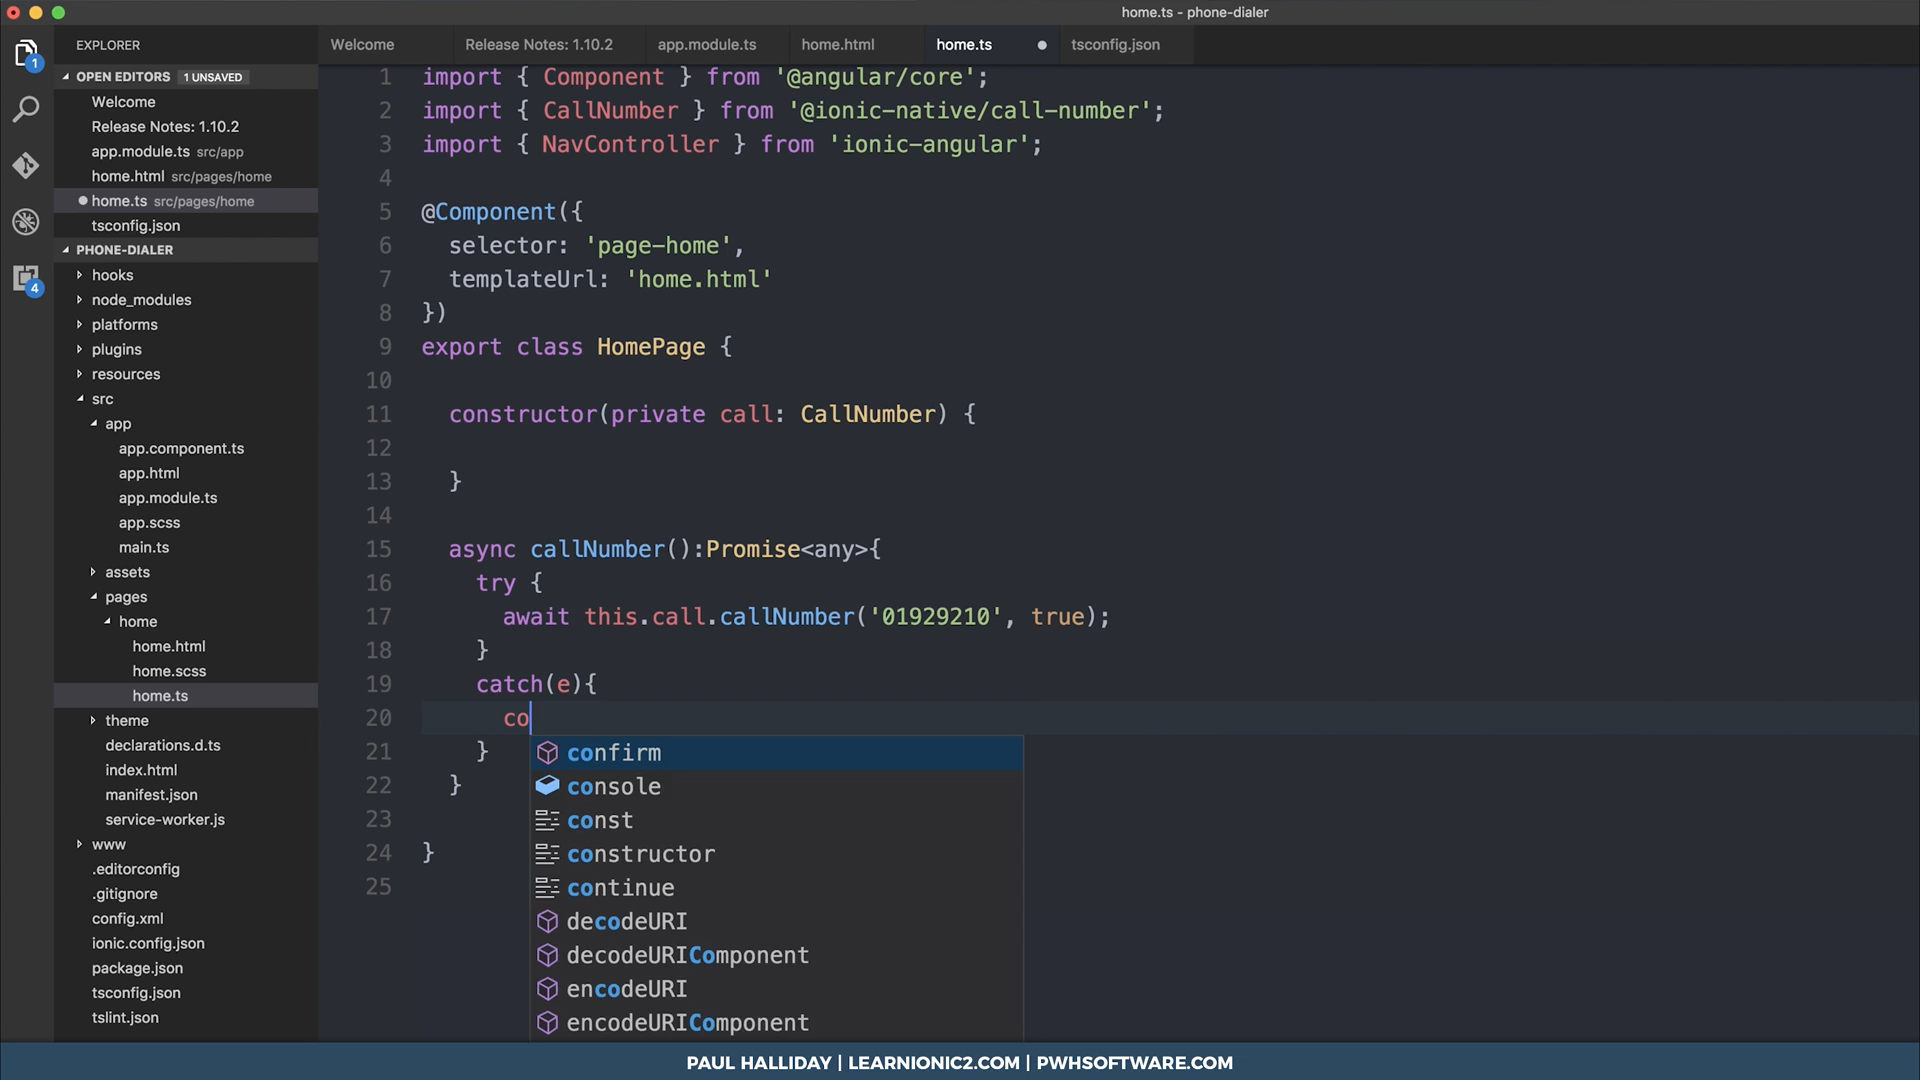 home.ts - phone-dialer
EXPLORER
Welcome
Release Notes: 1.10.2
app.module.ts
home.html
home.ts
tsconfig.json
1
OPEN EDITORS 1 UNSAVED
Welcome
Release Notes: 1.10.2
app.module.ts src/app
home.html src/pages/home
home.ts src/pages/home
tsconfig.json
PHONE-DIALER
hooks
4
node_modules
platforms
plugins
resources
src
app
app.component.ts
app.html
app.module.ts
app.scss
main.ts
assets
pages
home
home.html
home.scss
home.ts
theme
declarations.d.ts
index.html
manifest.json
service-worker.js
www
.editorconfig
.gitignore
config.xml
ionic.config.json
package.json
tsconfig.json
tslint.json
1 import { Component } from '@angular/core';
2 import { CallNumber } from '@ionic-native/call-number';
3 import { NavController } from 'ionic-angular';
4
5 @Component({
6 selector: 'page-home',
7 templateUrl: 'home.html'
8 })
9 export class HomePage {
10
11 constructor(private call: CallNumber) {
12
13 }
14
15 async callNumber():Promise<any>{
16 try {
17 await this.call.callNumber('01929210', true);
18 }
19 catch(e){
20 co
21 }
22 }
23
24 }
25
confirm
console
const
constructor
continue
decodeURI
decodeURIComponent
encodeURI
encodeURIComponent
PAUL HALLIDAY | LEARNIONIC2.COM | PWHSOFTWARE.COM